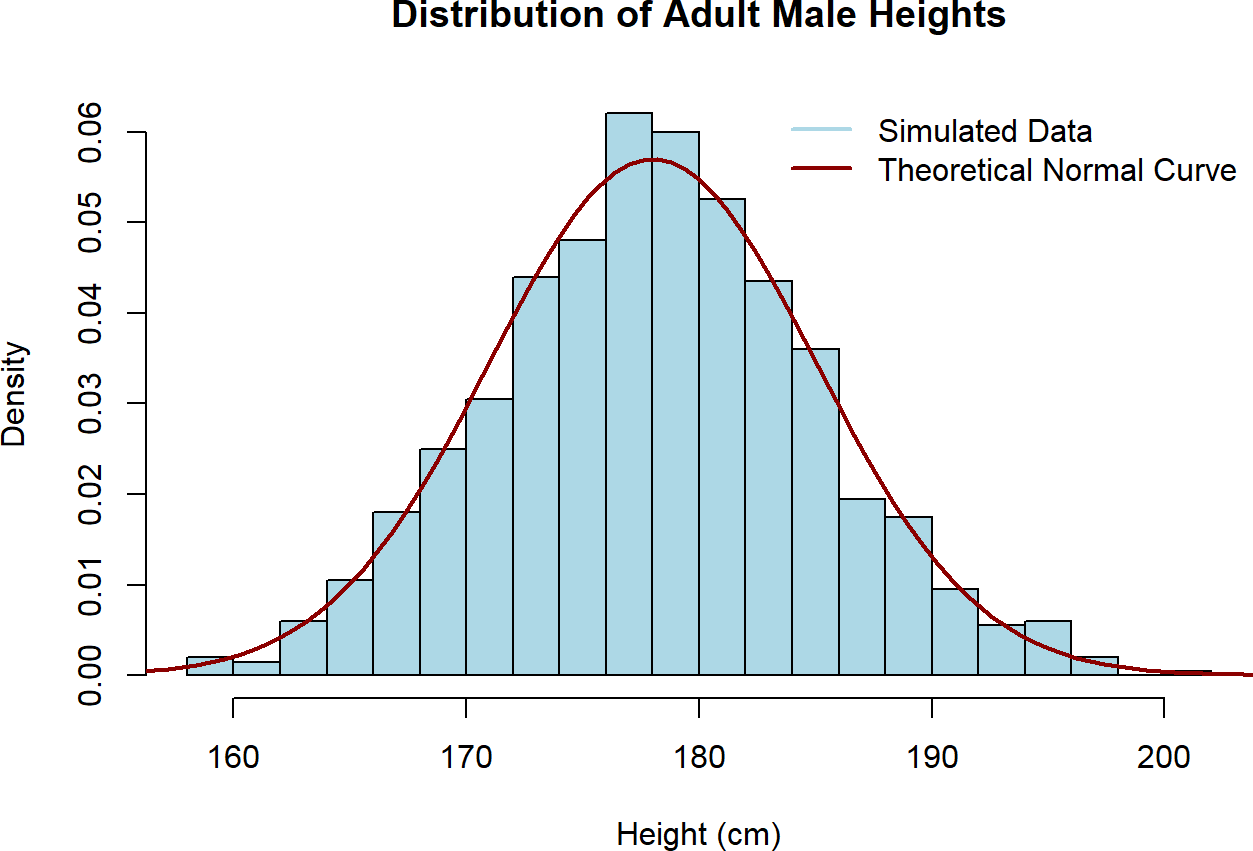 Distribution of Adult Male Heights
Simulated Data
Theoretical Normal Curve
Density
0.06
0.05
0.04
0.03
0.02
0.01
0.00
160 170 180 190 200
Height (cm)